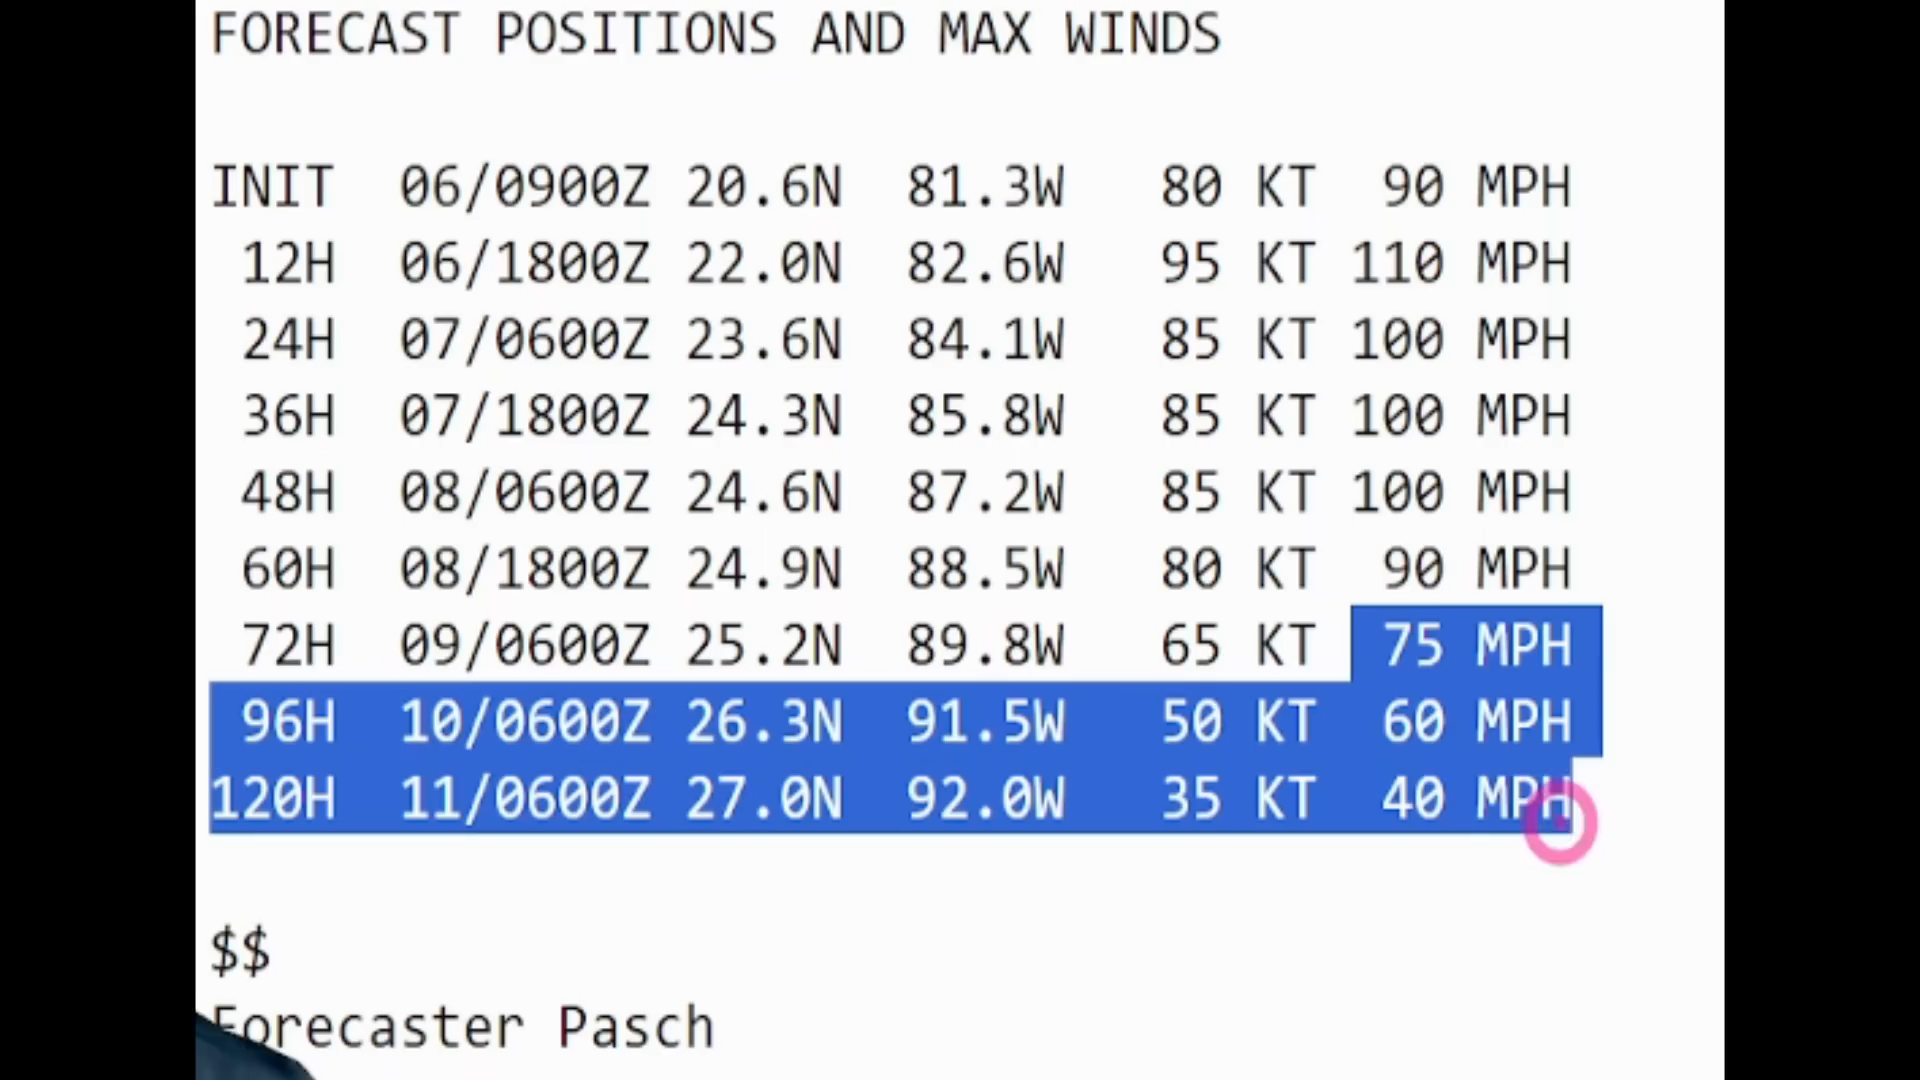 FORECAST POSITIONS AND MAX WINDS
INIT 06/0900Z 20.6N 81.3W 80 KT 90 MPH
12H 06/1800Z 22.0N 82.6W 95 KT 110 MPH
24H 07/0600Z 23.6N 84.1W 85 KT 100 MPH
36H 07/1800Z 24.3N 85.8W 85 KT 100 MPH
48H 08/0600Z 24.6N 87.2W 85 KT 100 MPH
60H 08/1800Z 24.9N 88.5W 80 KT 90 MPH
72H 09/0600Z 25.2N 89.8W 65 KT 75 MPH
96H 10/0600Z 26.3N 91.5W 50 KT 60 MPH
120H 11/0600Z 27.0N 92.0W 35 KT 40 MPH
$$
Forecaster Pasch